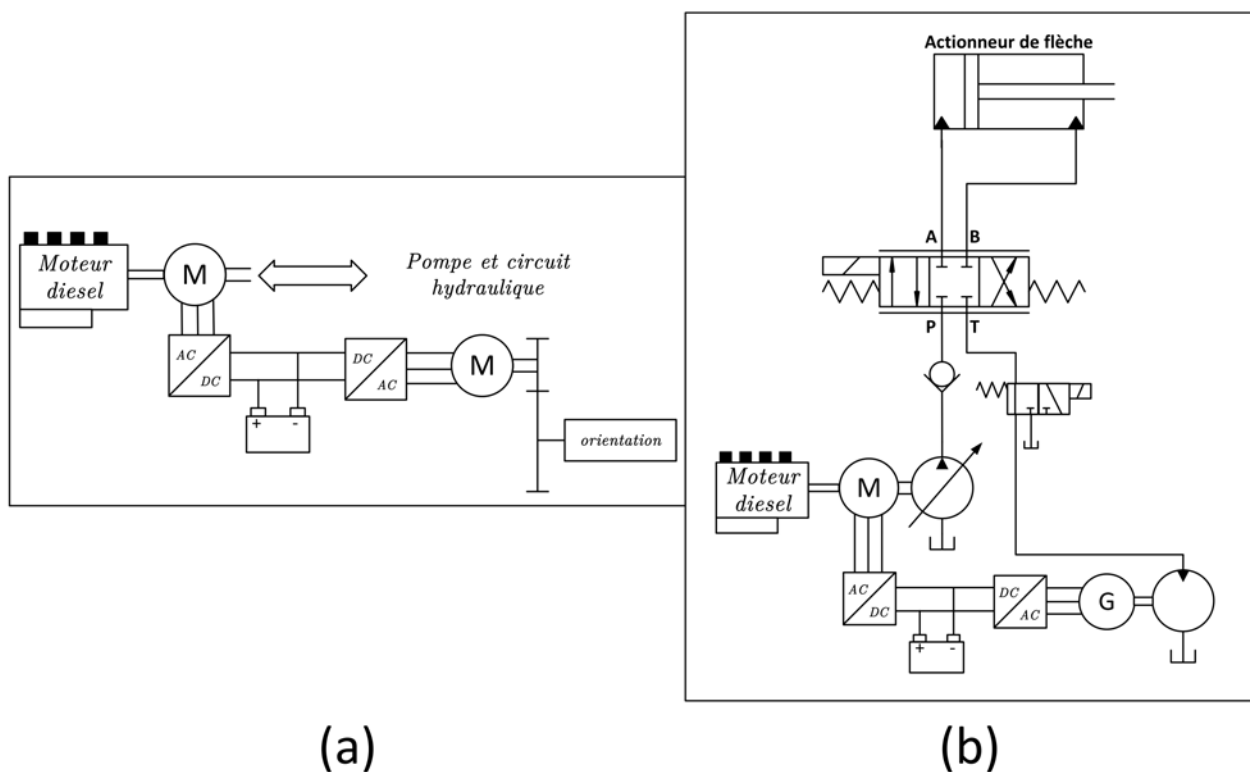 Moteur
diesel
M
Pompe et circuit
hydraulique
AC
DC
DC
AC
M
+ -
orientation
(a)
Actionneur de flèche
A B
P T
Moteur
diesel
M
AC
DC
DC
AC
G
+ -
(b)